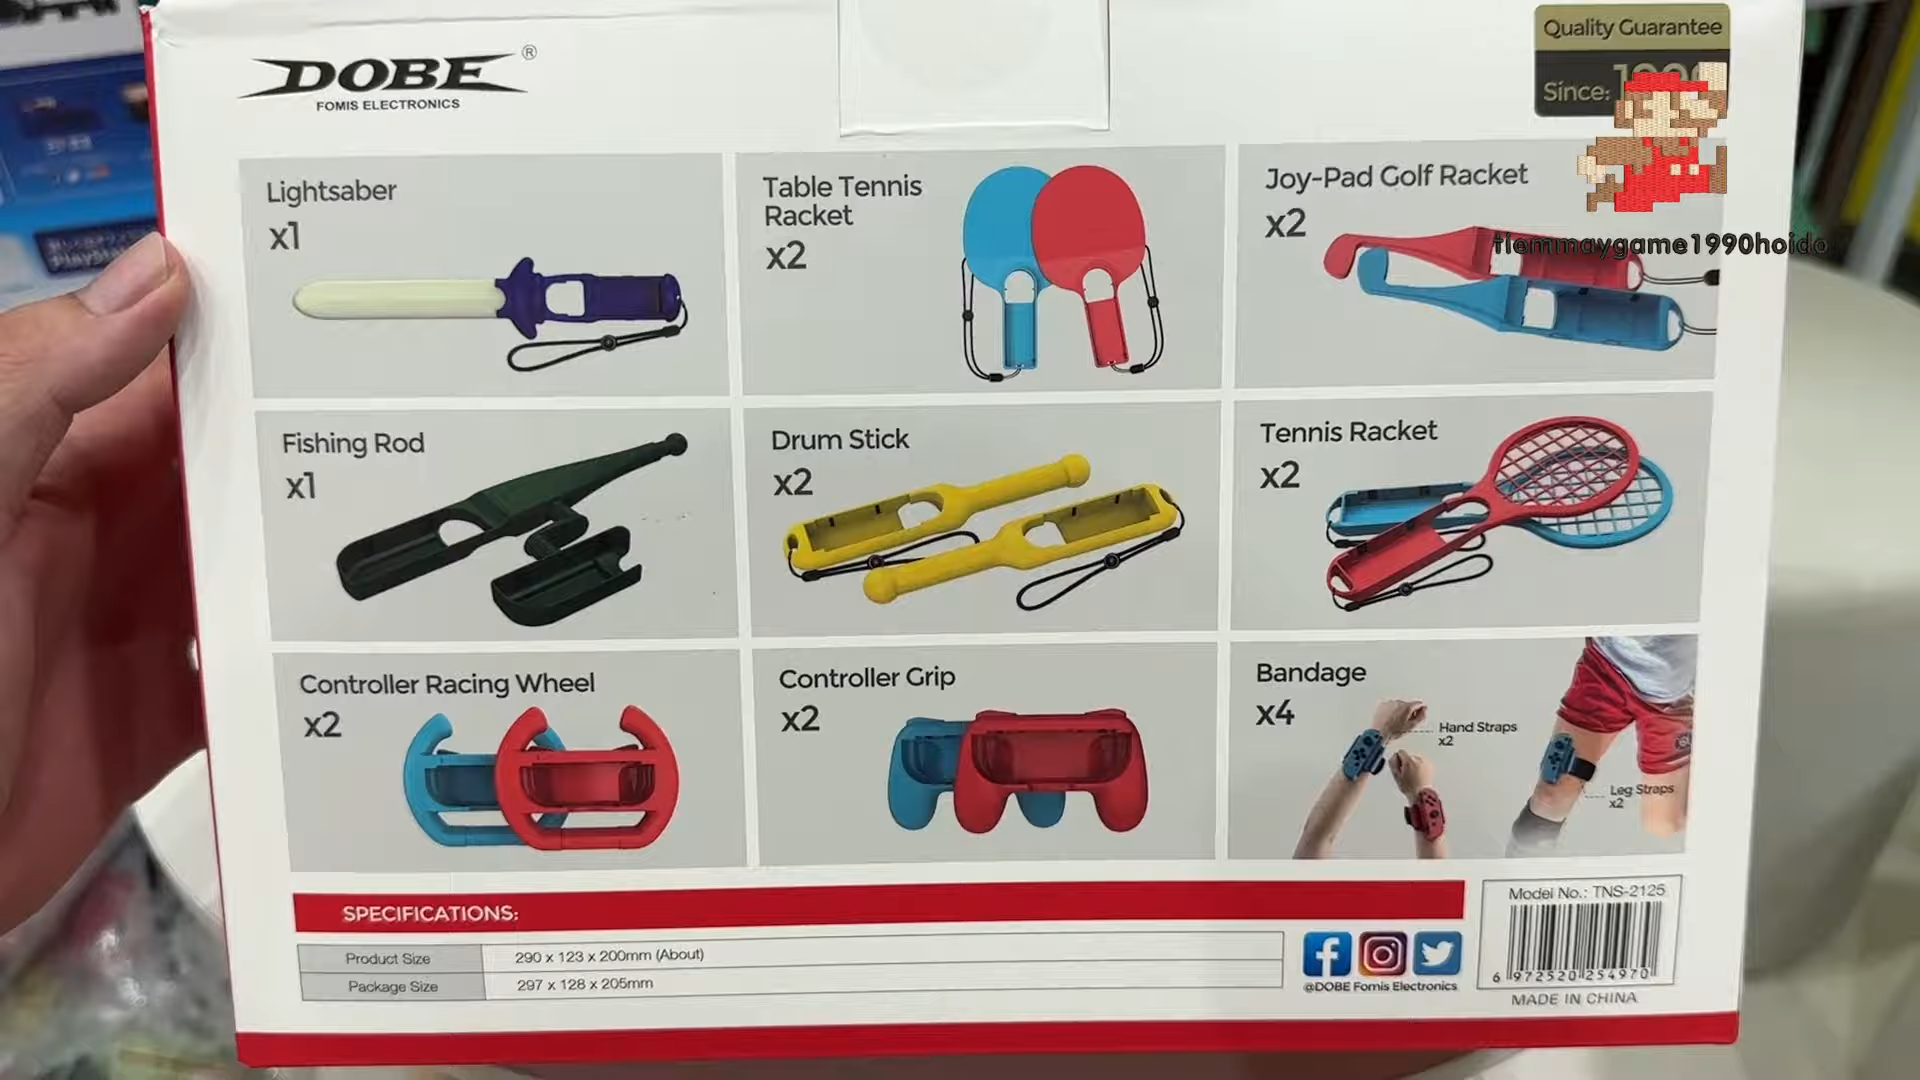 DOBE ®
FOMIS ELECTRONICS
Quality Guarantee
Since:
tiemmaygame1990hoido
Lightsaber
x1
Table Tennis
Racket
x2
Joy-Pad Golf Racket
x2
Fishing Rod
x1
Drum Stick
x2
Tennis Racket
x2
Controller Racing Wheel
x2
Controller Grip
x2
Bandage
x4
Hand Straps
x2
Leg Straps
x2
SPECIFICATIONS:
Product Size 290 x 123 x 200mm (About)
Package Size 297 x 128 x 205mm
@DOBE Fomis Electronics
Model No.: TNS-2125
6 972520 254970
MADE IN CHINA